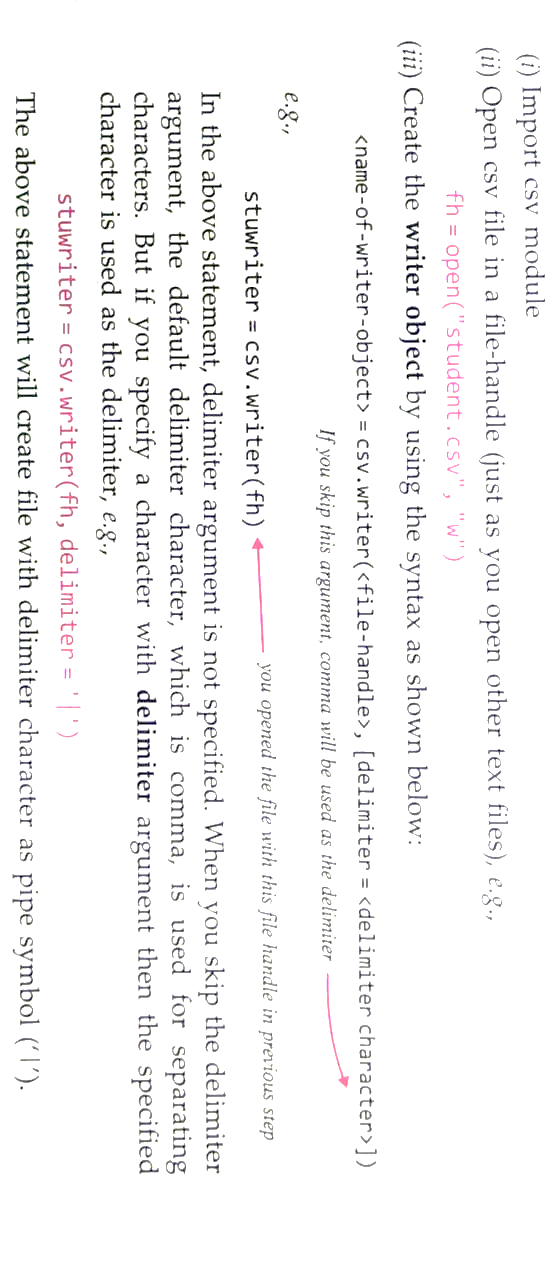 (i) Import csv module
(ii) Open csv file in a file-handle (just as you open other text files), e.g.,
fh = open("student.csv", "w")
(iii) Create the writer object by using the syntax as shown below:
<name-of-writer-object> = csv.writer(<file-handle>, [delimiter = <delimiter character>])
If you skip this argument, comma will be used as the delimiter
e.g.,
stuwriter = csv.writer(fh) you opened the file with this file handle in previous step
In the above statement, delimiter argument is not specified. When you skip the delimiter
argument, the default delimiter character, which is comma, is used for separating
characters. But if you specify a character with delimiter argument then the specified
character is used as the delimiter, e.g.,
stuwriter = csv.writer(fh, delimiter = '|')
The above statement will create file with delimiter character as pipe symbol ('|').